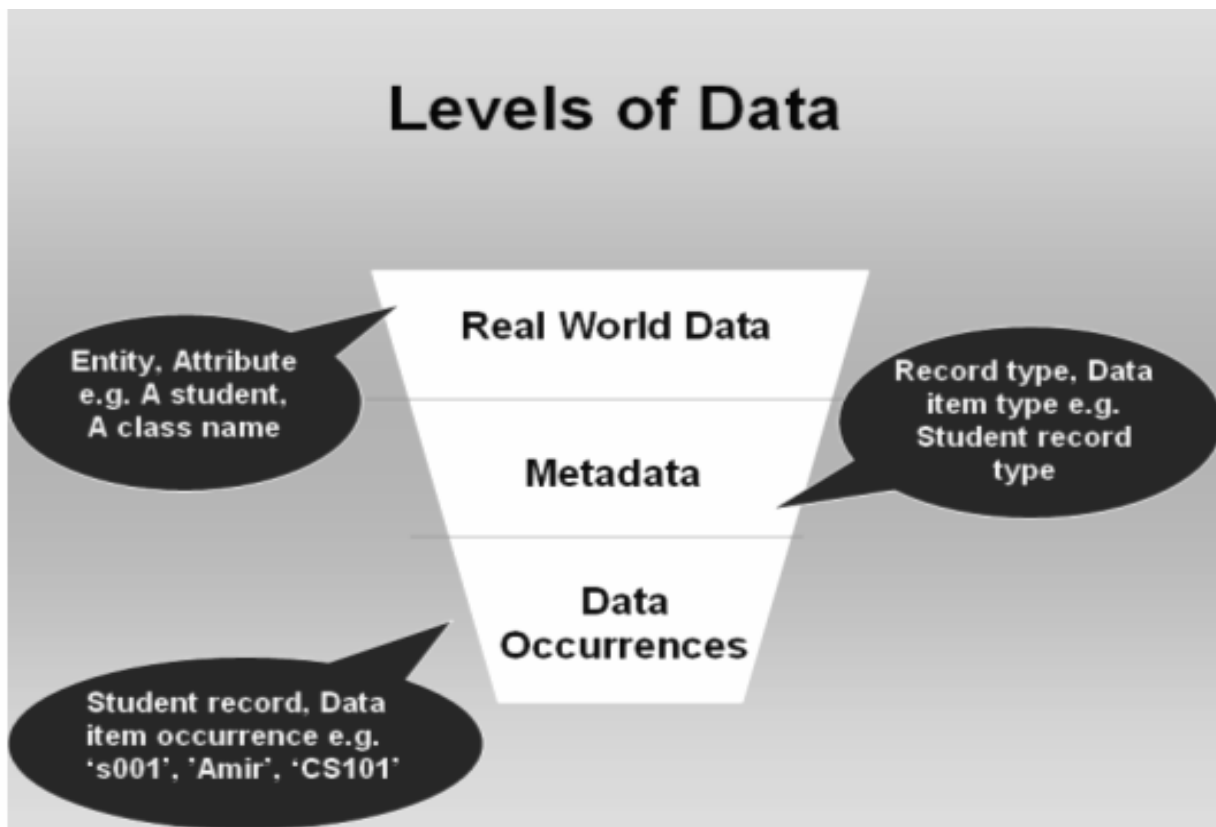 Levels of Data
Real World Data
Entity, Attribute
e.g. A student,
A class name
Record type, Data
item type e.g.
Student record
type
Metadata
Data
Occurrences
Student record, Data
item occurrence e.g.
‘s001’, ’Amir’, ‘CS101’